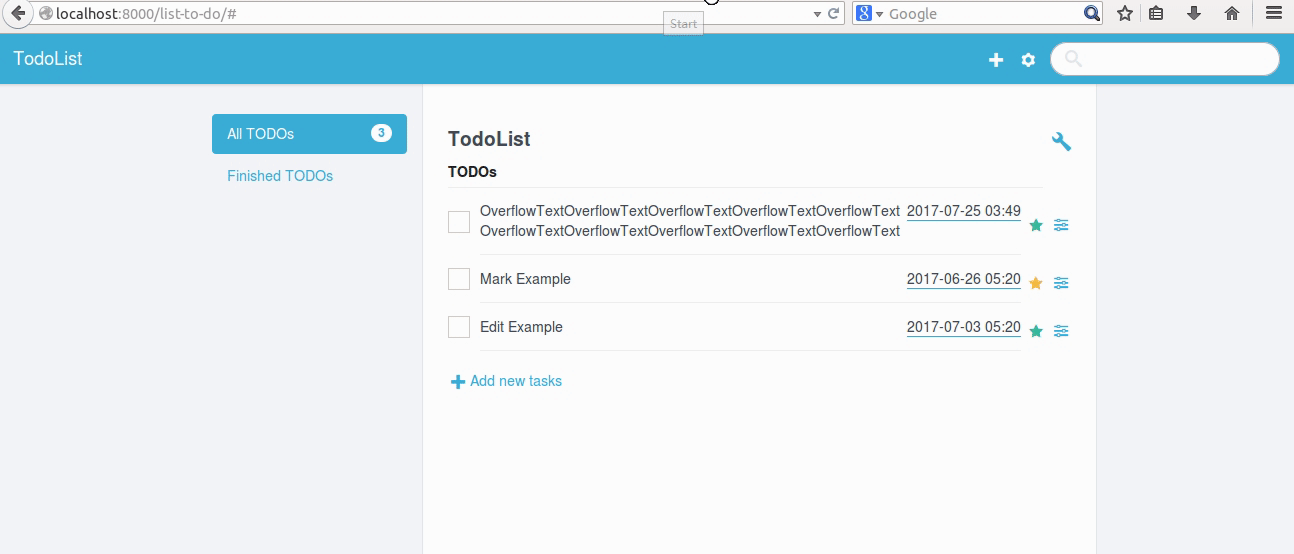 localhost:8000/list-to-do/#
Google
Start
TodoList
All TODOs 3
Finished TODOs
TodoList
TODOs
OverflowTextOverflowTextOverflowTextOverflowTextOverflowText 2017-07-25 03:49
OverflowTextOverflowTextOverflowTextOverflowTextOverflowText
Mark Example 2017-06-26 05:20
Edit Example 2017-07-03 05:20
Add new tasks